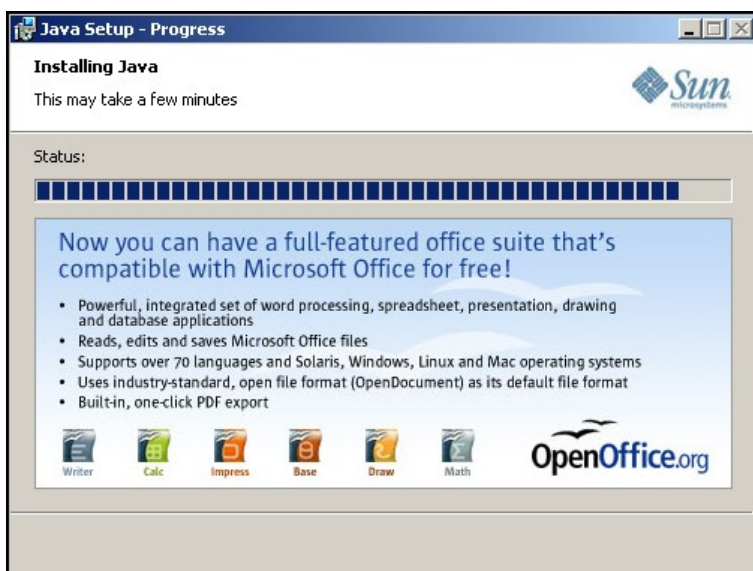 Java Setup - Progress
Installing Java
This may take a few minutes
Sun
microsystems
Status:
Now you can have a full-featured office suite that's
compatible with Microsoft Office for free!
• Powerful, integrated set of word processing, spreadsheet, presentation, drawing
and database applications
• Reads, edits and saves Microsoft Office files
• Supports over 70 languages and Solaris, Windows, Linux and Mac operating systems
• Uses industry-standard, open file format (OpenDocument) as its default file format
• Built-in, one-click PDF export
Writer Calc Impress Base Draw Math
OpenOffice.org